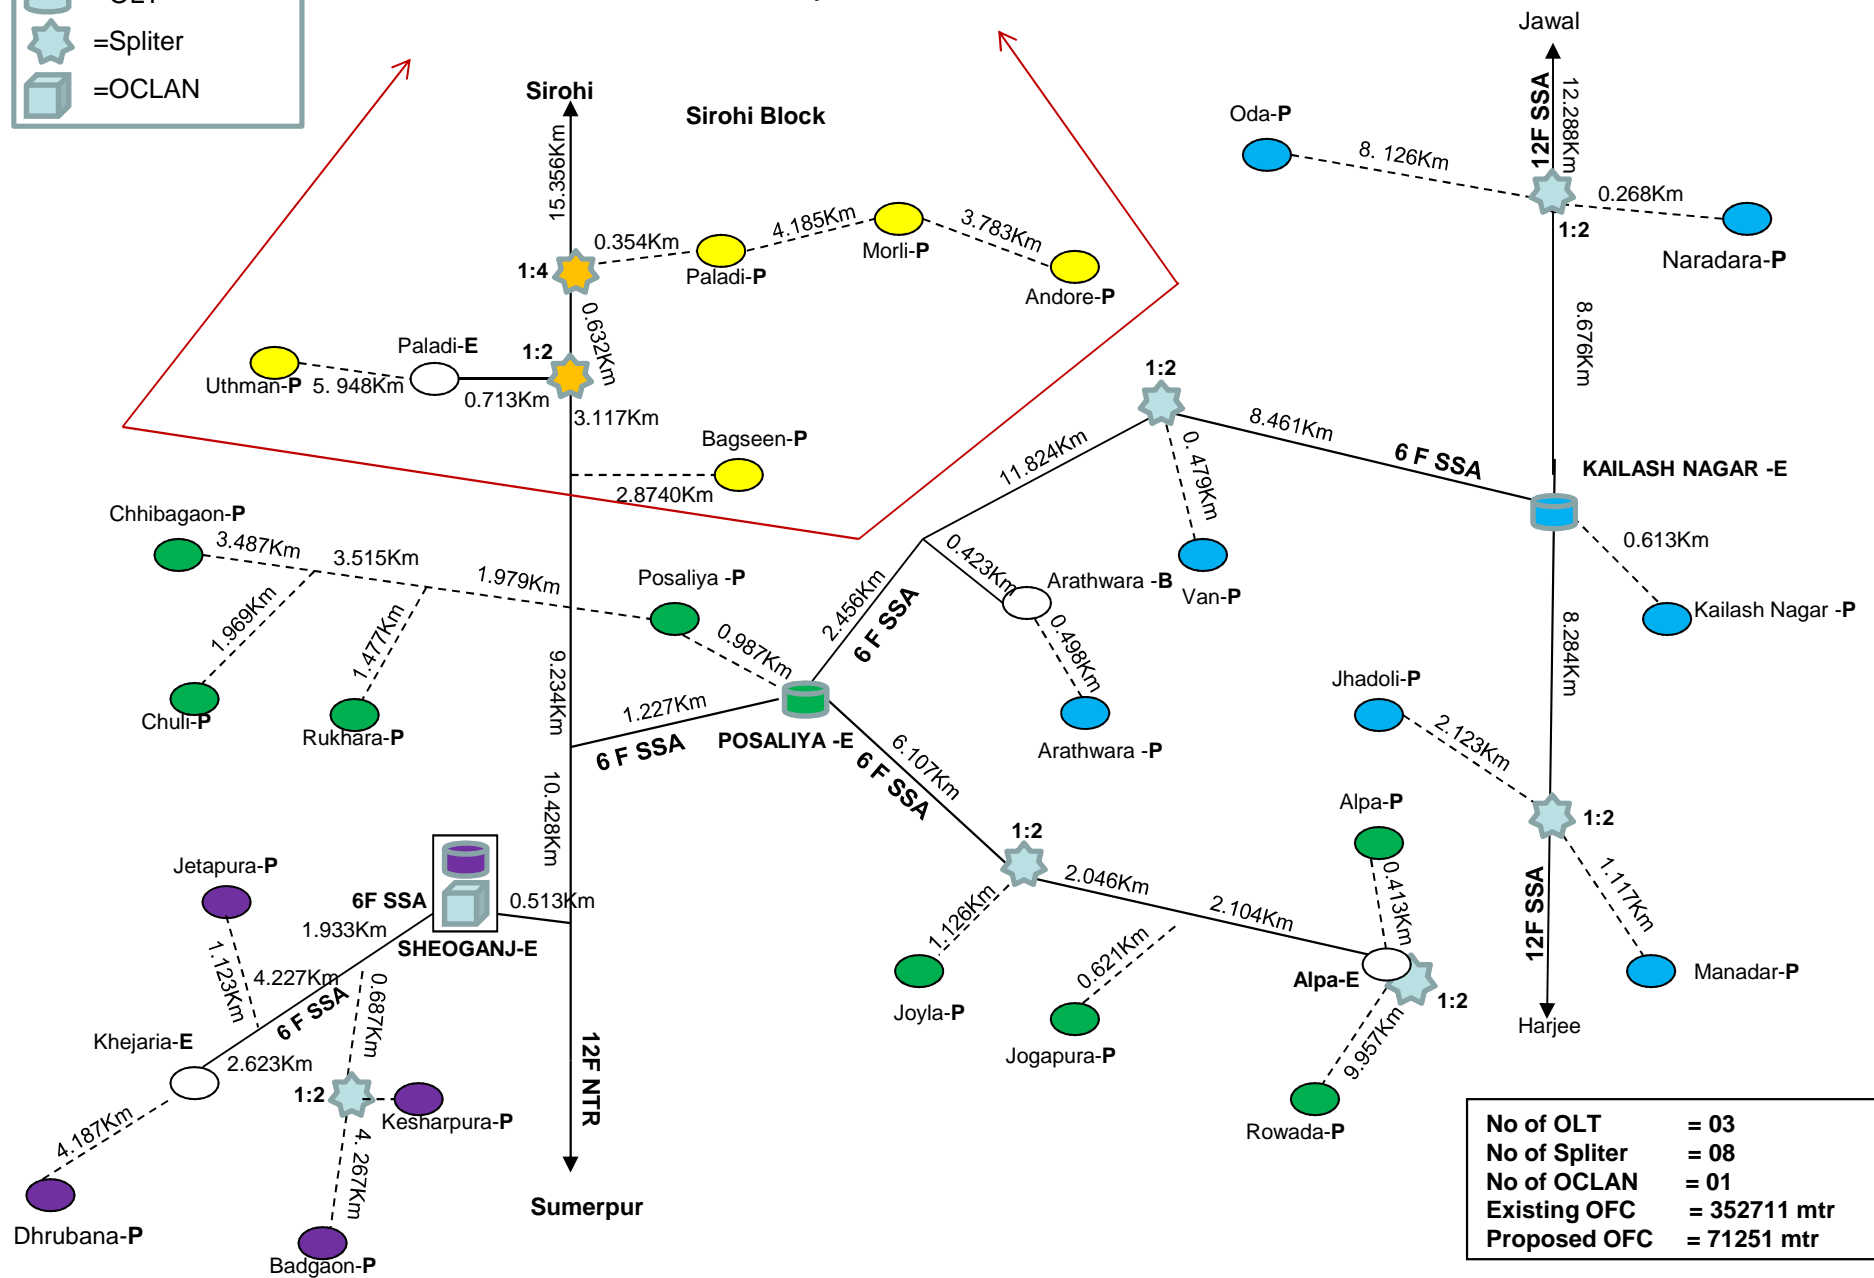 =OLT
=Spliter
=OCLAN
Sirohi
Sirohi Block
15.356Km
1:4
0.354Km
Paladi-P
4.185Km
Morli-P
3.783Km
Andore-P
0.632Km
Paladi-E
1:2
Uthman-P
5. 948Km
0.713Km
3.117Km
Bagseen-P
2.8740Km
Jawal
12F SSA
12.288Km
Oda-P
8. 126Km
0.268Km
1:2
Naradara-P
8.676Km
1:2
8.461Km
6 F SSA
KAILASH NAGAR -E
11.824Km
0. 479Km
0.613Km
Van-P
Kailash Nagar -P
Chhibagaon-P
3.487Km
3.515Km
1.979Km
Posaliya -P
1.969Km
1.477Km
Chuli-P
Rukhara-P
0.987Km
2.456Km
6 F SSA
0.423Km
Arathwara -B
0.498Km
Arathwara -P
9.234Km
1.227Km
6 F SSA
POSALIYA -E
6.107Km
6 F SSA
8.284Km
Jhadoli-P
2.123Km
1:2
1.117Km
12F SSA
Manadar-P
Harjee
10.428Km
1:2
2.046Km
2.104Km
Alpa-P
0.413Km
1.126Km
0.621Km
Alpa-E
1:2
Joyla-P
Jogapura-P
9.957Km
Rowada-P
Jetapura-P
6F SSA
0.513Km
1.933Km
SHEOGANJ-E
1.123Km
4.227Km
6 F SSA
0.687Km
Khejaria-E
2.623Km
1:2
Kesharpura-P
4.187Km
4. 267Km
Dhrubana-P
Badgaon-P
12F NTR
Sumerpur
No of OLT = 03
No of Spliter = 08
No of OCLAN = 01
Existing OFC = 352711 mtr
Proposed OFC = 71251 mtr